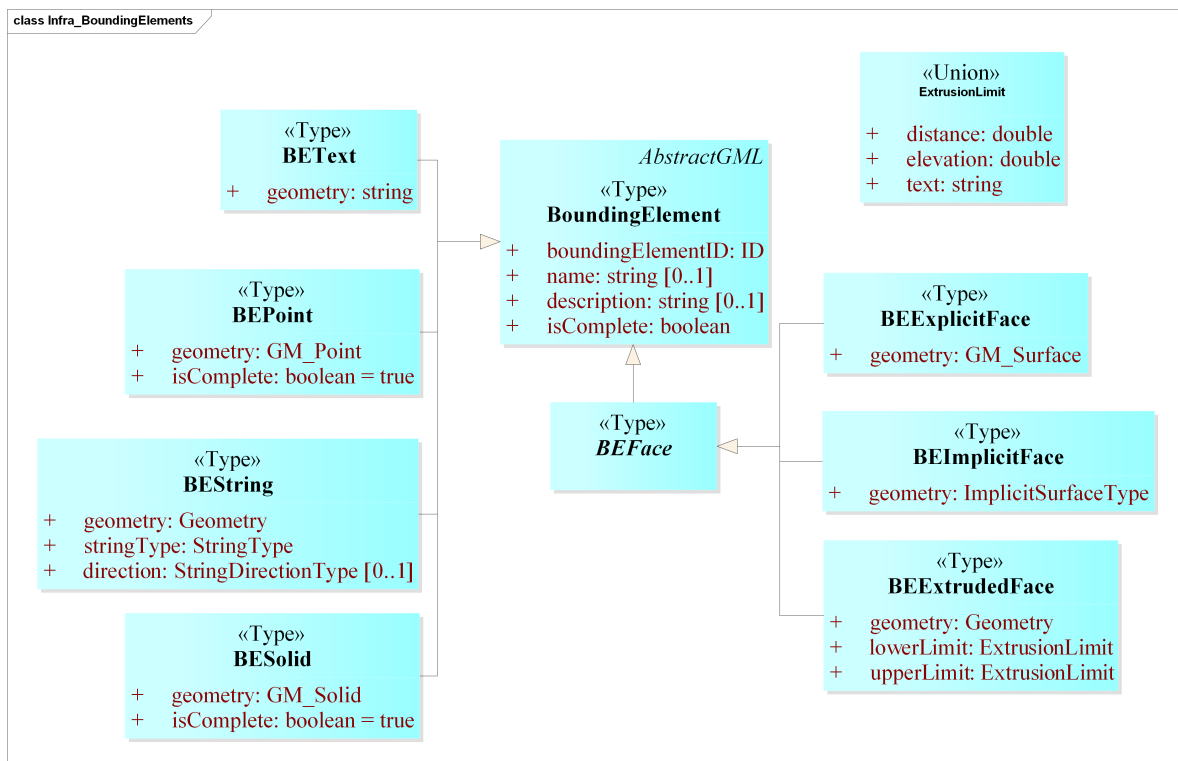 class Infra_BoundingElements
«Union»
ExtrusionLimit
+ distance: double
+ elevation: double
+ text: string
«Type»
BEText
+ geometry: string
AbstractGML
«Type»
BoundingElement
+ boundingElementID: ID
+ name: string [0..1]
+ description: string [0..1]
+ isComplete: boolean
«Type»
BEPoint
+ geometry: GM_Point
+ isComplete: boolean = true
«Type»
BEExplicitFace
+ geometry: GM_Surface
«Type»
BEFace
«Type»
BEImplicitFace
+ geometry: ImplicitSurfaceType
«Type»
BEString
+ geometry: Geometry
+ stringType: StringType
+ direction: StringDirectionType [0..1]
«Type»
BEExtrudedFace
+ geometry: Geometry
+ lowerLimit: ExtrusionLimit
+ upperLimit: ExtrusionLimit
«Type»
BESolid
+ geometry: GM_Solid
+ isComplete: boolean = true